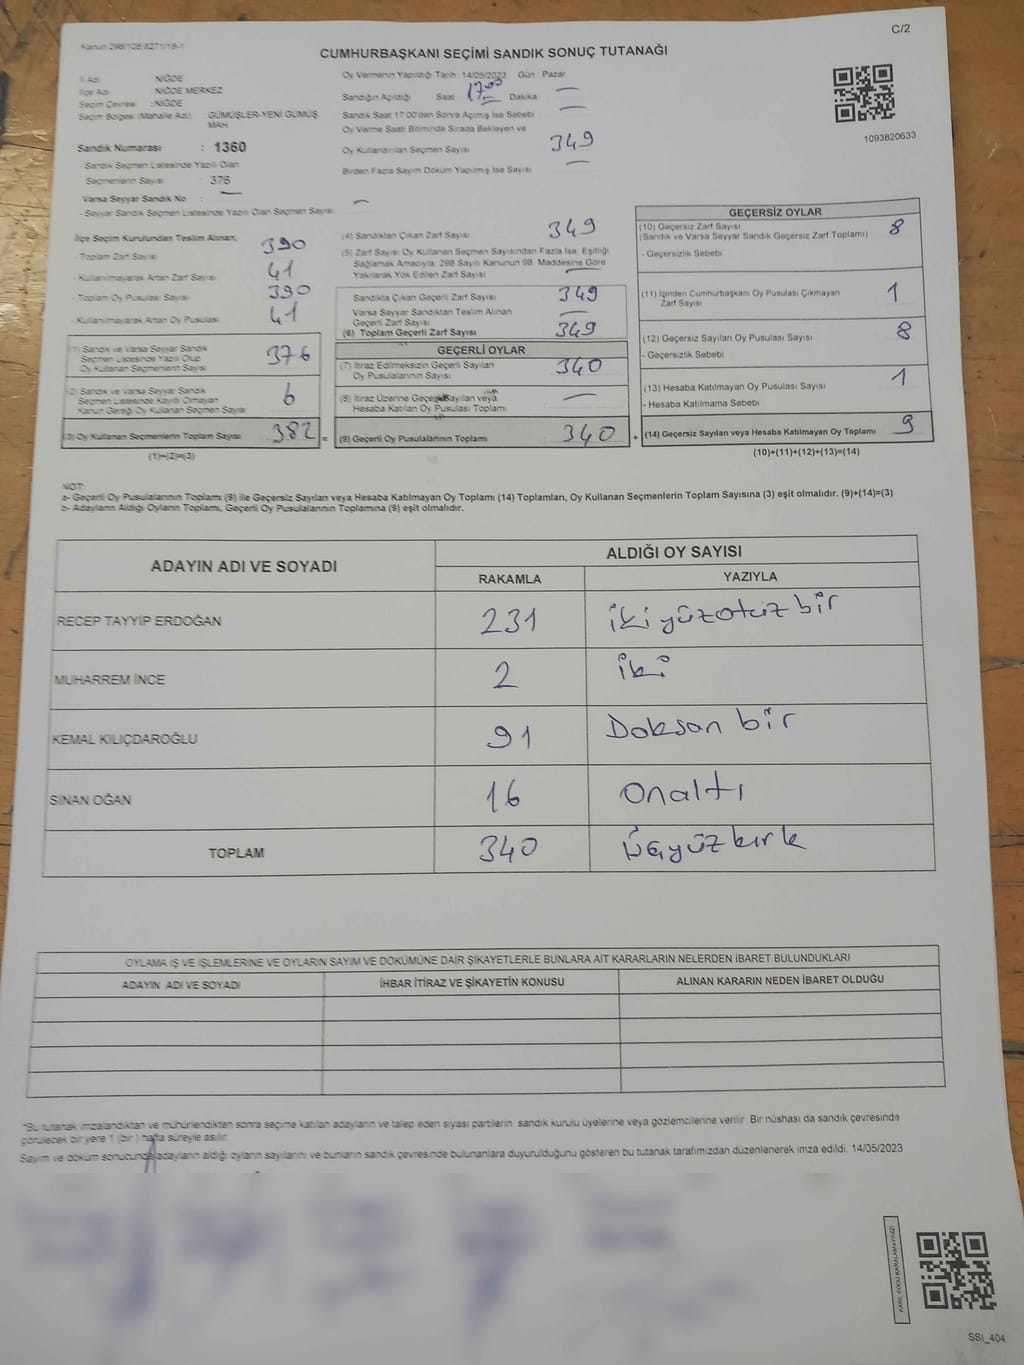 C/2
Kanun:298/128,6271/18-1
CUMHURBAŞKANI SEÇİMİ SANDIK SONUÇ TUTANAĞI
İl Adı : NİĞDE
İlçe Adı : NİĞDE MERKEZ
Seçim Çevresi : NİĞDE
Seçim Bölgesi (Mahalle Adı) : GÜMÜŞLER-YENİ GÜMÜŞ
MAH.
Sandık Numarası : 1360
- Sandık Seçmen Listesinde Yazılı Olan
Seçmenlerin Sayısı : 376
Varsa Seyyar Sandık No : —
- Seyyar Sandık Seçmen Listesinde Yazılı Olan Seçmen Sayısı : —
Oy Vermenin Yapıldığı Tarih 14/05/2023 Gün Pazar
Sandığın Açıldığı Saat 17.00 Dakika —
Sandık Saat 17:00'den Sonra Açılmış İse Sebebi —
Oy Verme Saati Bitiminde Sırada Bekleyen ve
Oy Kullandırılan Seçmen Sayısı 349
Birden Fazla Sayım Döküm Yapılmış İse Sayısı —
1093820633
İlçe Seçim Kurulundan Teslim Alınan;
- Toplam Zarf Sayısı 390
- Kullanılmayarak Artan Zarf Sayısı 41
- Toplam Oy Pusulası Sayısı 390
- Kullanılmayarak Artan Oy Pusulası 41
(1) Sandık ve Varsa Seyyar Sandık
Seçmen Listesinde Yazılı Olup
Oy Kullanan Seçmenlerin Sayısı 376
(2) Sandık ve Varsa Seyyar Sandık
Seçmen Listesinde Kayıtlı Olmayan
Kanun Gereği Oy Kullanan Seçmen Sayısı 6
(3) Oy Kullanan Seçmenlerin Toplam Sayısı 382 =
(1)+(2)=(3)
(4) Sandıktan Çıkan Zarf Sayısı 349
(5) Zarf Sayısı Oy Kullanan Seçmen Sayısından Fazla İse, Eşitliği
Sağlamak Amacıyla, 298 Sayılı Kanunun 98. Maddesine Göre
Yakılarak Yok Edilen Zarf Sayısı —
Sandıkta Çıkan Geçerli Zarf Sayısı 349
Varsa Seyyar Sandıktan Teslim Alınan
Geçerli Zarf Sayısı —
(6) Toplam Geçerli Zarf Sayısı 349
GEÇERLİ OYLAR
(7) İtiraz Edilmeksizin Geçerli Sayılan
Oy Pusulalarının Sayısı 340
(8) İtiraz Üzerine Geçerli Sayılan veya
Hesaba Katılan Oy Pusulası Toplamı —
(9) Geçerli Oy Pusulalarının Toplamı 340 +
GEÇERSİZ OYLAR
(10) Geçersiz Zarf Sayısı 8
(Sandık ve Varsa Seyyar Sandık Geçersiz Zarf Toplamı)
- Geçersizlik Sebebi
(11) İçinden Cumhurbaşkanı Oy Pusulası Çıkmayan
Zarf Sayısı 1
(12) Geçersiz Sayılan Oy Pusulası Sayısı 8
- Geçersizlik Sebebi
(13) Hesaba Katılmayan Oy Pusulası Sayısı 1
- Hesaba Katılmama Sebebi
(14) Geçersiz Sayılan veya Hesaba Katılmayan Oy Toplamı 9
(10)+(11)+(12)+(13)=(14)
NOT:
a- Geçerli Oy Pusulalarının Toplamı (9) ile Geçersiz Sayılan veya Hesaba Katılmayan Oy Toplamı (14) Toplamları, Oy Kullanan Seçmenlerin Toplam Sayısına (3) eşit olmalıdır. (9)+(14)=(3)
b- Adayların Aldığı Oyların Toplamı, Geçerli Oy Pusulalarının Toplamına (9) eşit olmalıdır.
ADAYIN ADI VE SOYADI
ALDIĞI OY SAYISI
RAKAMLA YAZIYLA
RECEP TAYYİP ERDOĞAN 231 ikiyüzotuzbir
MUHARREM İNCE 2 iki
KEMAL KILIÇDAROĞLU 91 Doksan bir
SİNAN OĞAN 16 onaltı
TOPLAM 340 üçyüzkırk
OYLAMA İŞ VE İŞLEMLERİNE VE OYLARIN SAYIM VE DÖKÜMÜNE DAİR ŞİKAYETLERLE BUNLARA AİT KARARLARIN NELERDEN İBARET BULUNDUKLARI
ADAYIN ADI VE SOYADI İHBAR İTİRAZ VE ŞİKAYETİN KONUSU ALINAN KARARIN NEDEN İBARET OLDUĞU
*Bu tutanak imzalandıktan ve mühürlendikten sonra seçime katılan adayların ve talep eden siyasi partilerin sandık kurulu üyelerine veya gözlemcilerine verilir. Bir nüshası da sandık çevresinde
görülecek bir yere 1 (bir) hafta süreyle asılır.
Sayım ve döküm sonucunda adayların aldığı oyların sayılarını ve bunların sandık çevresinde bulunanlara duyurulduğunu gösteren bu tutanak tarafımızdan düzenlenerek imza edildi. 14/05/2023
KARE KODU KARALAMAYINIZ!
SSİ_404